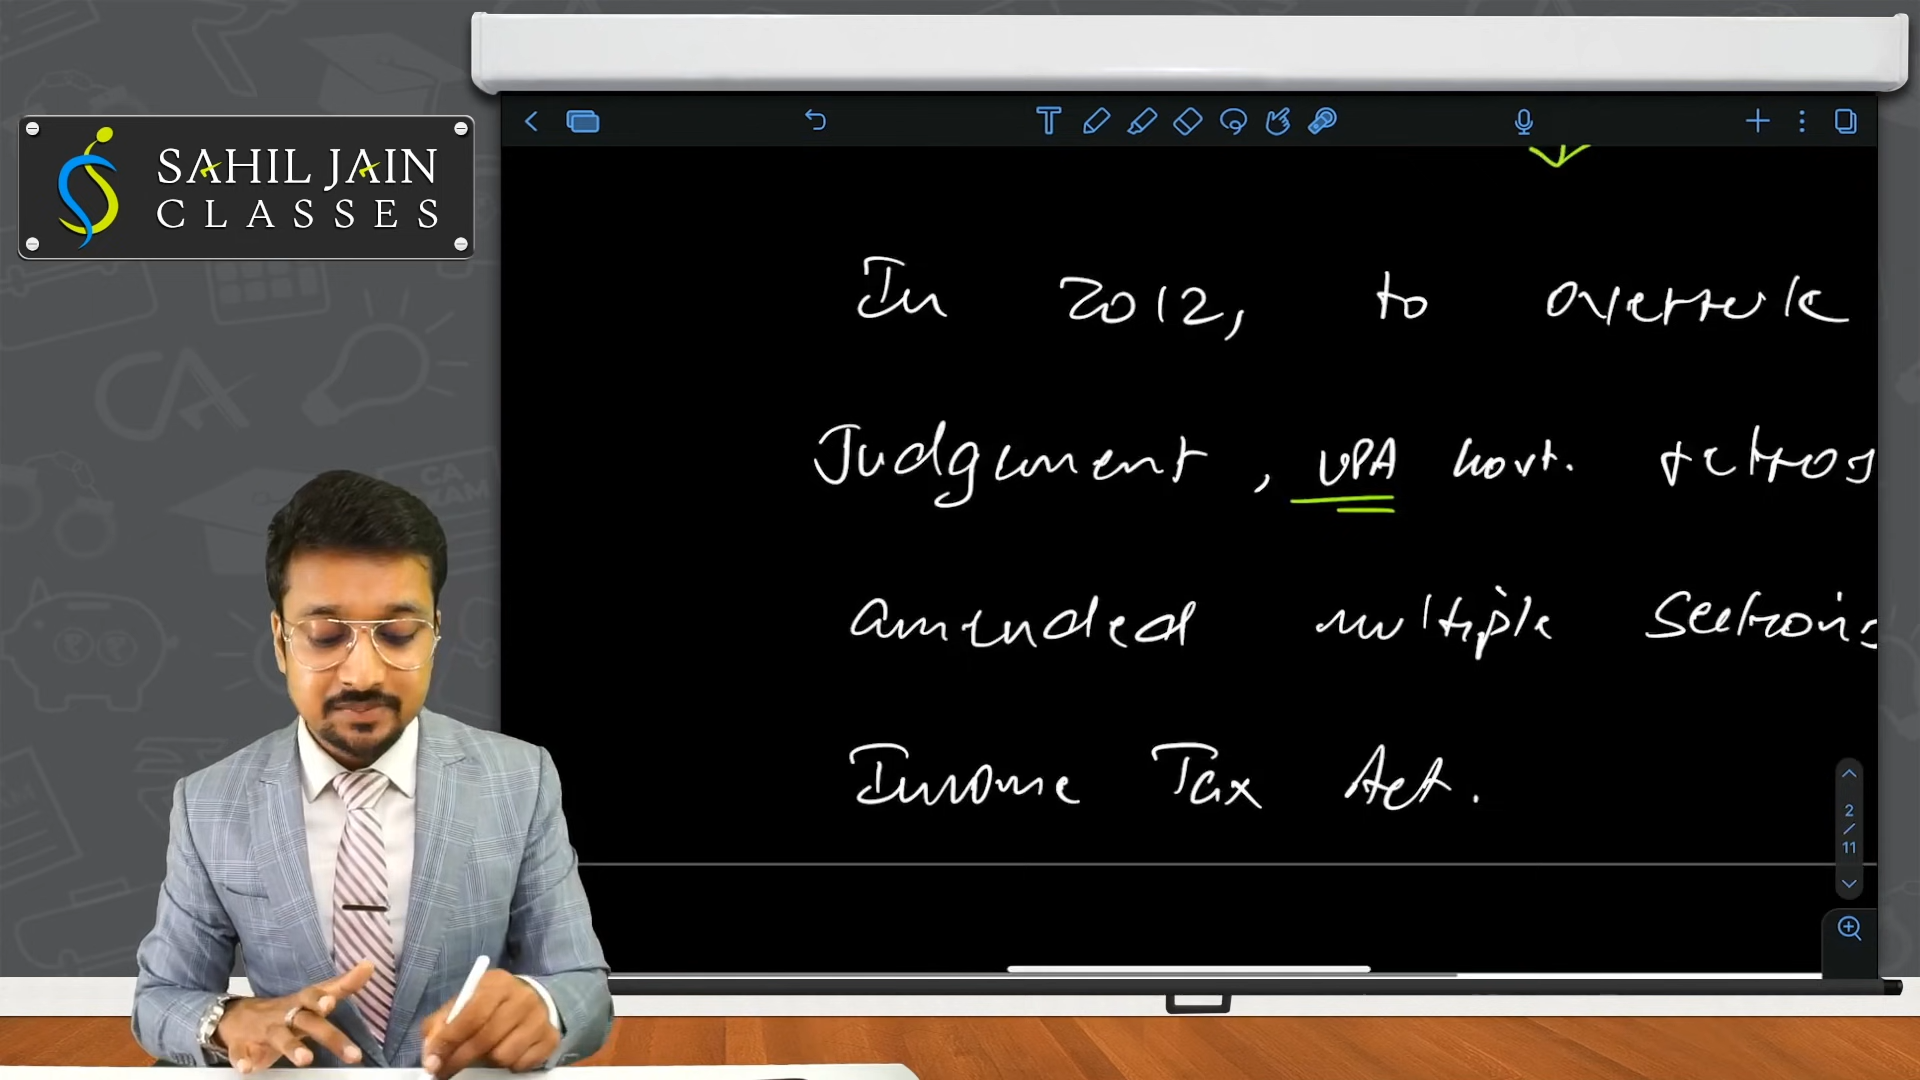 SAHIL JAIN
CLASSES
In 2012, to overrule
Judgement, UPA Govt. retros
amended multiple Sections
Income Tax Act.
2
/
11